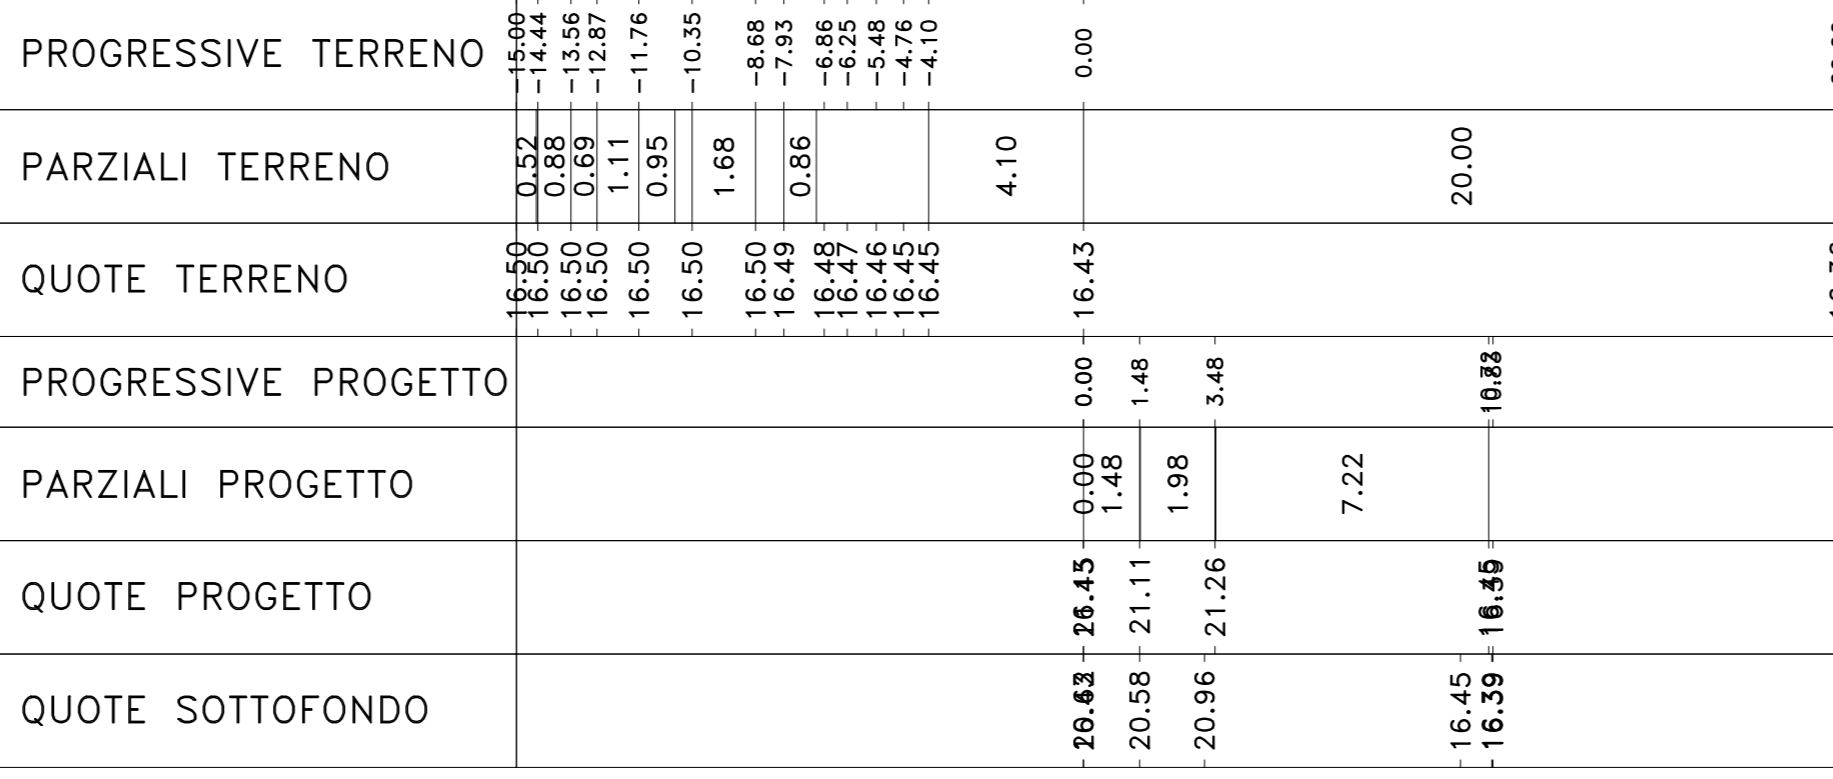 PROGRESSIVE TERRENO -15.00 -14.44 -13.56 -12.87 -11.76 -10.35 -8.68 -7.93 -6.86 -6.25 -5.48 -4.76 -4.10 0.00
PARZIALI TERRENO 0.52 0.88 0.69 1.11 0.95 1.68 0.86 4.10 20.00
QUOTE TERRENO 16.50 16.50 16.50 16.50 16.50 16.50 16.50 16.49 16.48 16.47 16.46 16.45 16.45 16.43
PROGRESSIVE PROGETTO 0.00 1.48 3.48
PARZIALI PROGETTO 0.00 1.48 1.98 7.22
QUOTE PROGETTO 21.11 21.26
QUOTE SOTTOFONDO 20.58 20.96 16.45 16.39